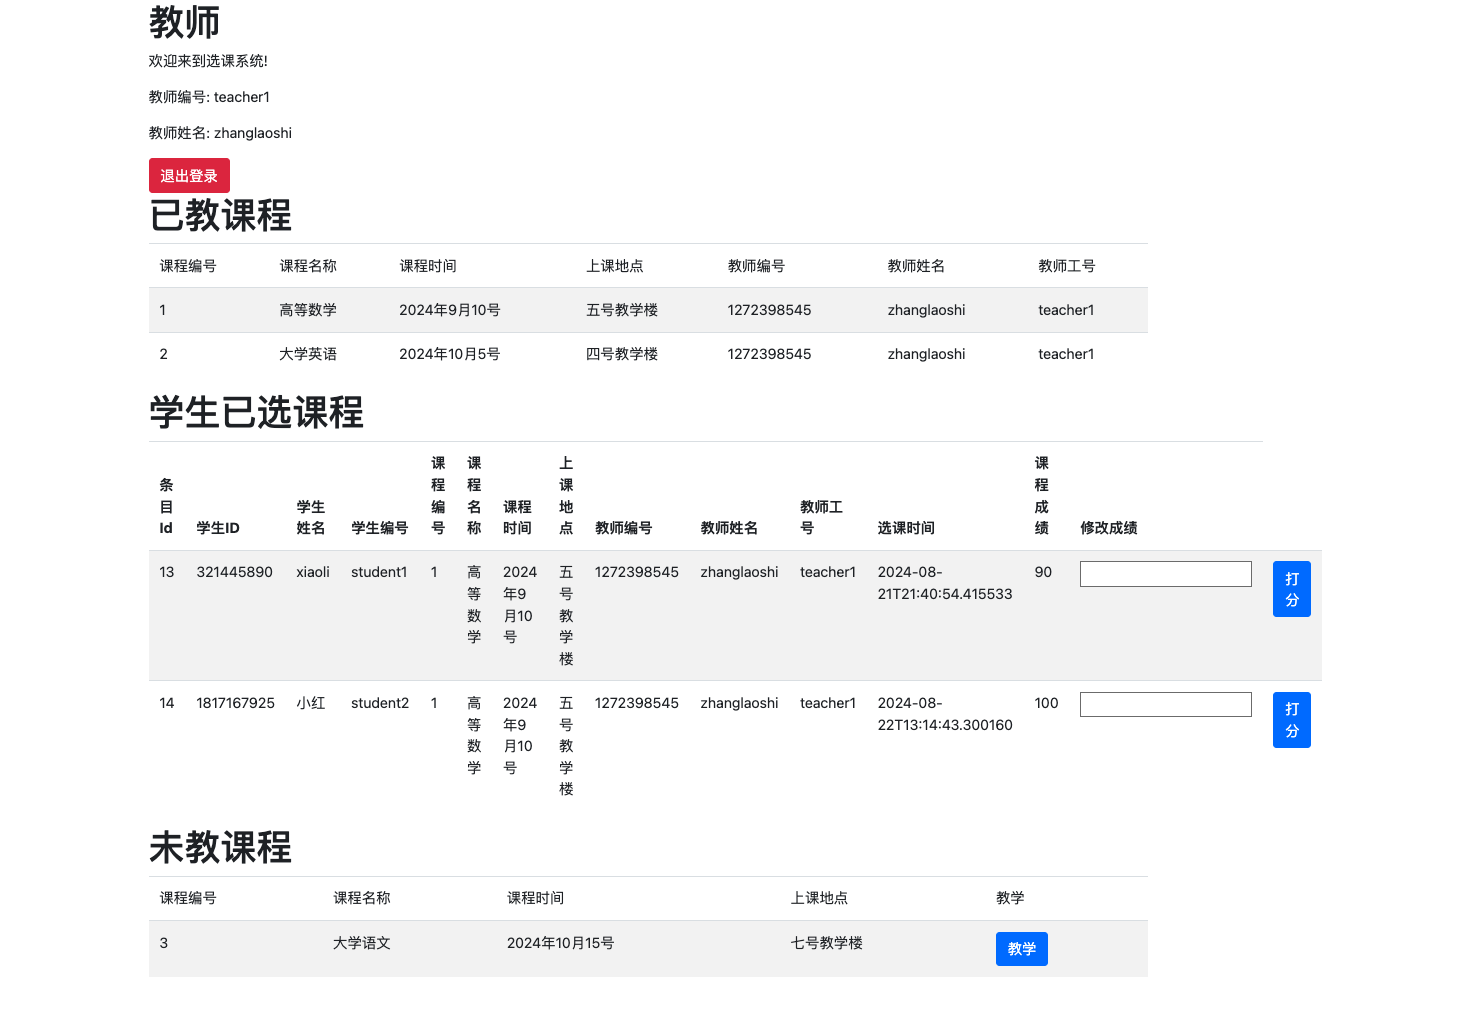 教师
欢迎来到选课系统!
教师编号: teacher1
教师姓名: zhanglaoshi
退出登录
已教课程
课程编号 课程名称 课程时间 上课地点 教师编号 教师姓名 教师工号
1 高等数学 2024年9月10号 五号教学楼 1272398545 zhanglaoshi teacher1
2 大学英语 2024年10月5号 四号教学楼 1272398545 zhanglaoshi teacher1
学生已选课程
条目Id 学生ID 学生姓名 学生编号 课程编号 课程名称 课程时间 上课地点 教师编号 教师姓名 教师工号 选课时间 课程成绩 修改成绩
13 321445890 xiaoli student1 1 高等数学 2024年9月10号 五号教学楼 1272398545 zhanglaoshi teacher1 2024-08-21T21:40:54.415533 90 打分
14 1817167925 小红 student2 1 高等数学 2024年9月10号 五号教学楼 1272398545 zhanglaoshi teacher1 2024-08-22T13:14:43.300160 100 打分
未教课程
课程编号 课程名称 课程时间 上课地点 教学
3 大学语文 2024年10月15号 七号教学楼 教学